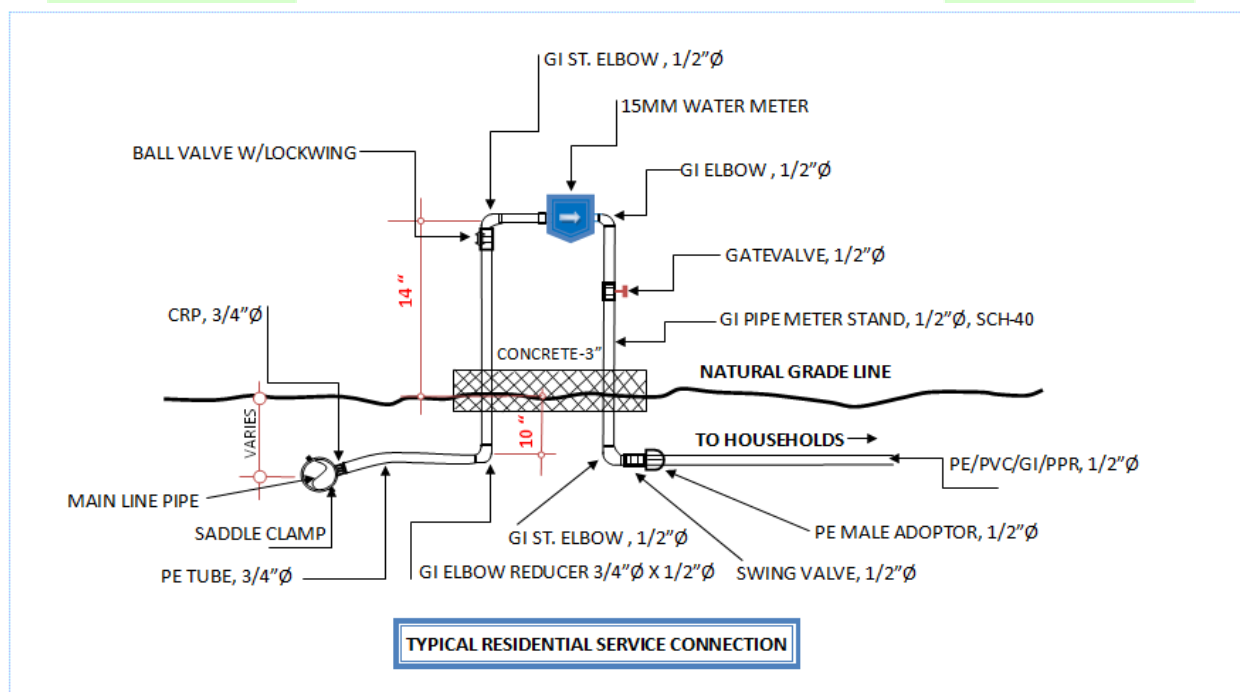 GI ST. ELBOW , 1/2"Ø
15MM WATER METER
BALL VALVE W/LOCKWING
GI ELBOW , 1/2"Ø
GATEVALVE, 1/2"Ø
14 "
CRP, 3/4"Ø
GI PIPE METER STAND, 1/2"Ø, SCH-40
CONCRETE-3"
NATURAL GRADE LINE
VARIES
10 "
TO HOUSEHOLDS
PE/PVC/GI/PPR, 1/2"Ø
MAIN LINE PIPE
SADDLE CLAMP
GI ST. ELBOW , 1/2"Ø
PE MALE ADOPTOR, 1/2"Ø
PE TUBE, 3/4"Ø
GI ELBOW REDUCER 3/4"Ø X 1/2"Ø
SWING VALVE, 1/2"Ø
TYPICAL RESIDENTIAL SERVICE CONNECTION